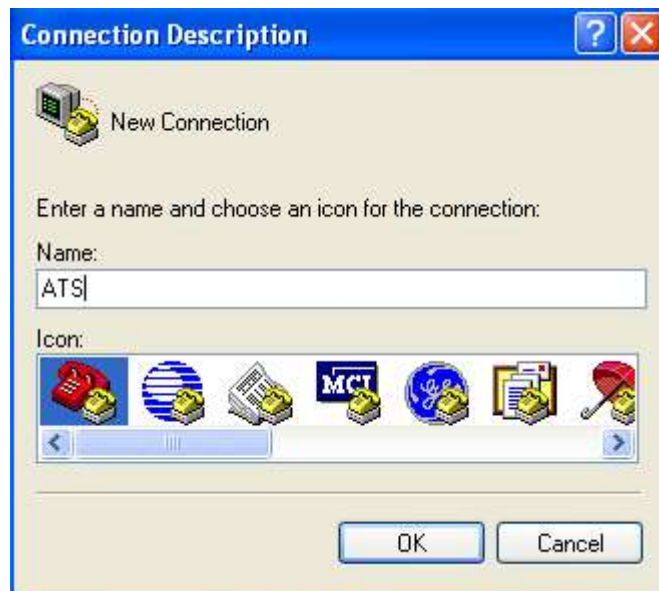 Connection Description
New Connection
Enter a name and choose an icon for the connection:
Name:
ATS
Icon:
MCI
OK Cancel